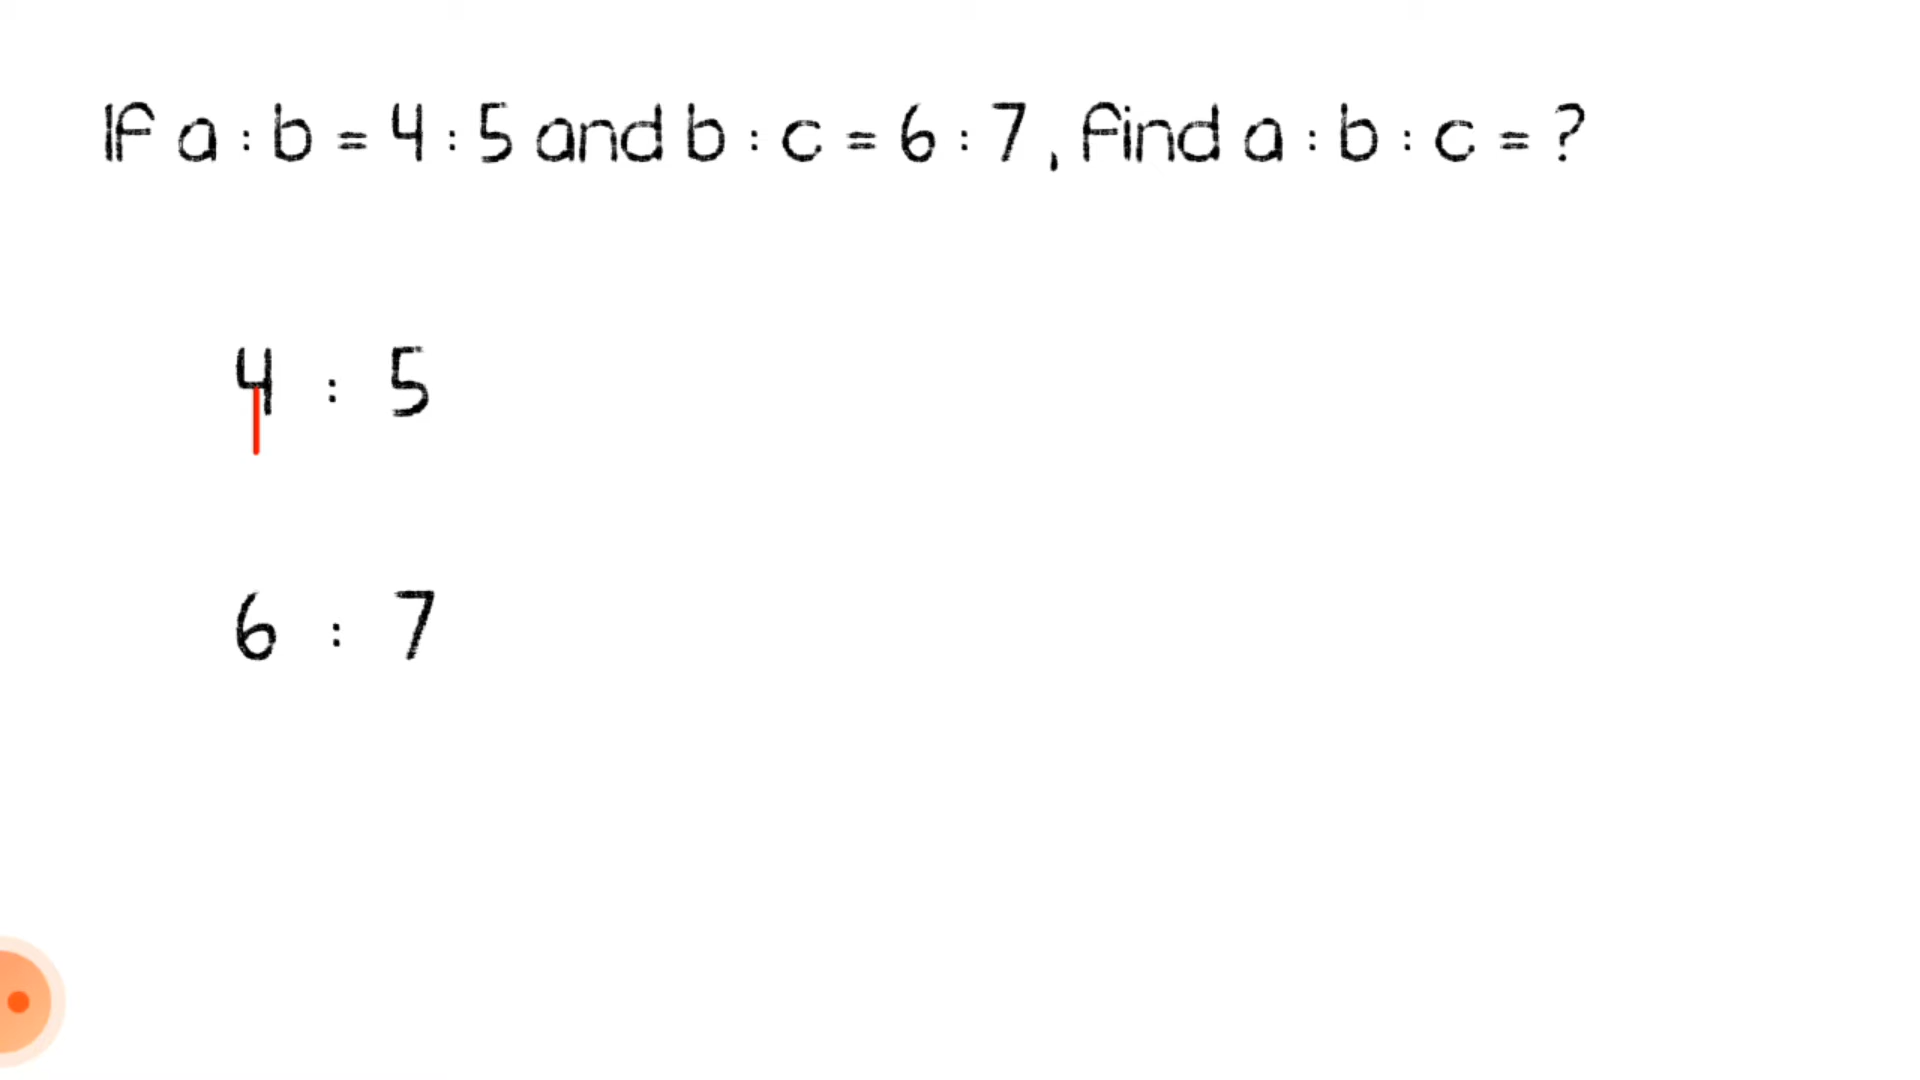 If a : b = 4 : 5 and b : c = 6 : 7, find a : b : c = ?
4 : 5
6 : 7